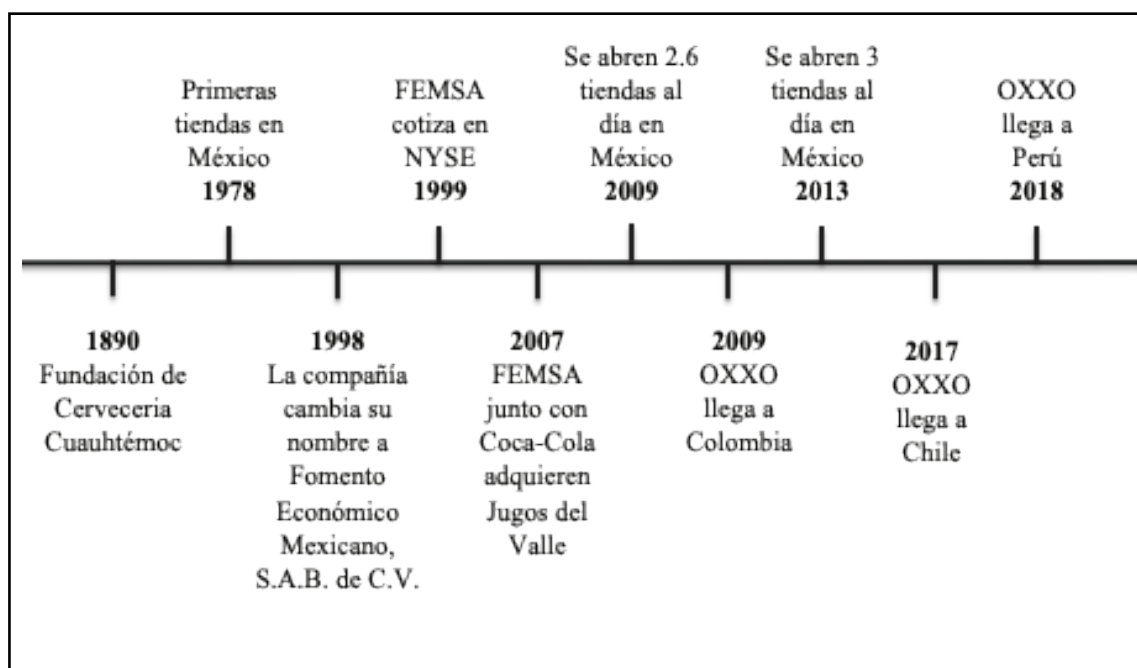 Primeras
tiendas en
México
1978
FEMSA
cotiza en
NYSE
1999
Se abren 2.6
tiendas al
día en
México
2009
Se abren 3
tiendas al
día en
México
2013
OXXO
llega a
Perú
2018
1890
Fundación de
Cerveceria
Cuauhtémoc
1998
La compañía
cambia su
nombre a
Fomento
Económico
Mexicano,
S.A.B. de C.V.
2007
FEMSA
junto con
Coca-Cola
adquieren
Jugos del
Valle
2009
OXXO
llega a
Colombia
2017
OXXO
llega a
Chile